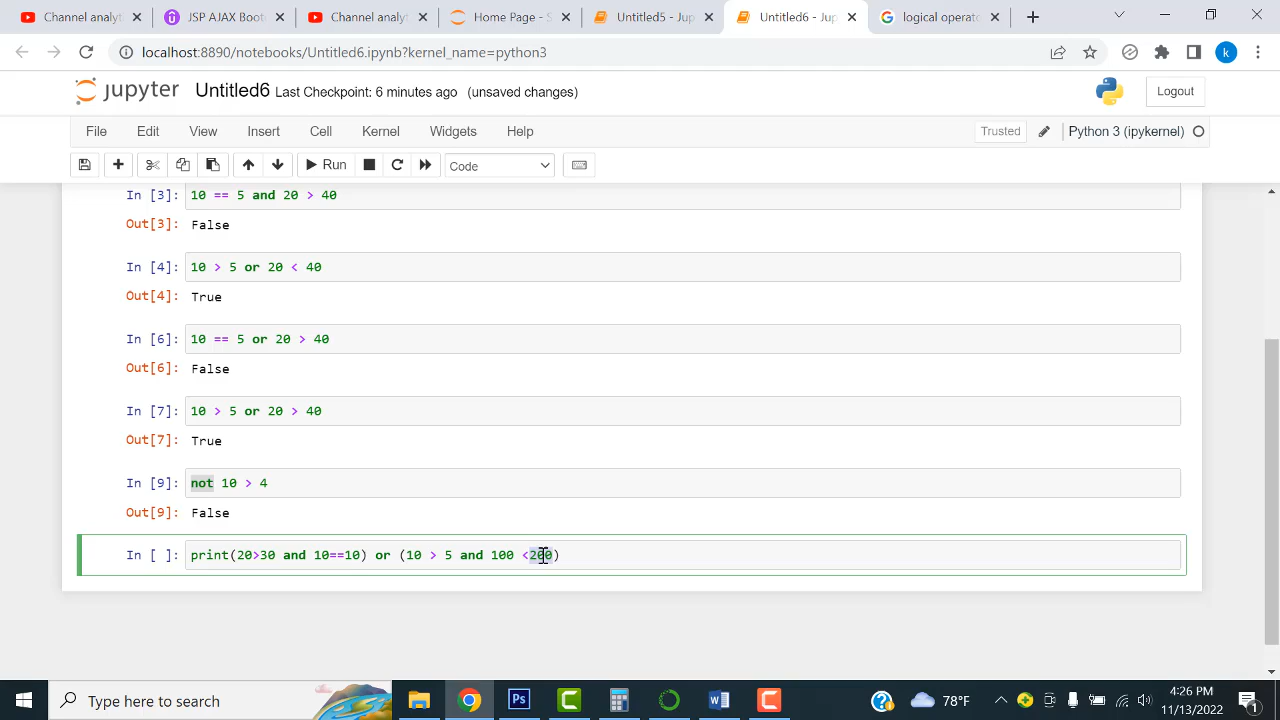 Channel analyt
JSP AJAX Boot
Channel analyt
Home Page - S
Untitled5 - Jup
Untitled6 - Jup
logical operato
localhost:8890/notebooks/Untitled6.ipynb?kernel_name=python3
k
jupyter Untitled6 Last Checkpoint: 6 minutes ago (unsaved changes)
Logout
File Edit View Insert Cell Kernel Widgets Help
Trusted Python 3 (ipykernel)
Run Code
In [3]: 10 == 5 and 20 > 40
Out[3]: False
In [4]: 10 > 5 or 20 < 40
Out[4]: True
In [6]: 10 == 5 or 20 > 40
Out[6]: False
In [7]: 10 > 5 or 20 > 40
Out[7]: True
In [9]: not 10 > 4
Out[9]: False
In [ ]: print(20>30 and 10==10) or (10 > 5 and 100 <200)
Type here to search
Ps
W
78°F
4:26 PM
11/13/2022
1